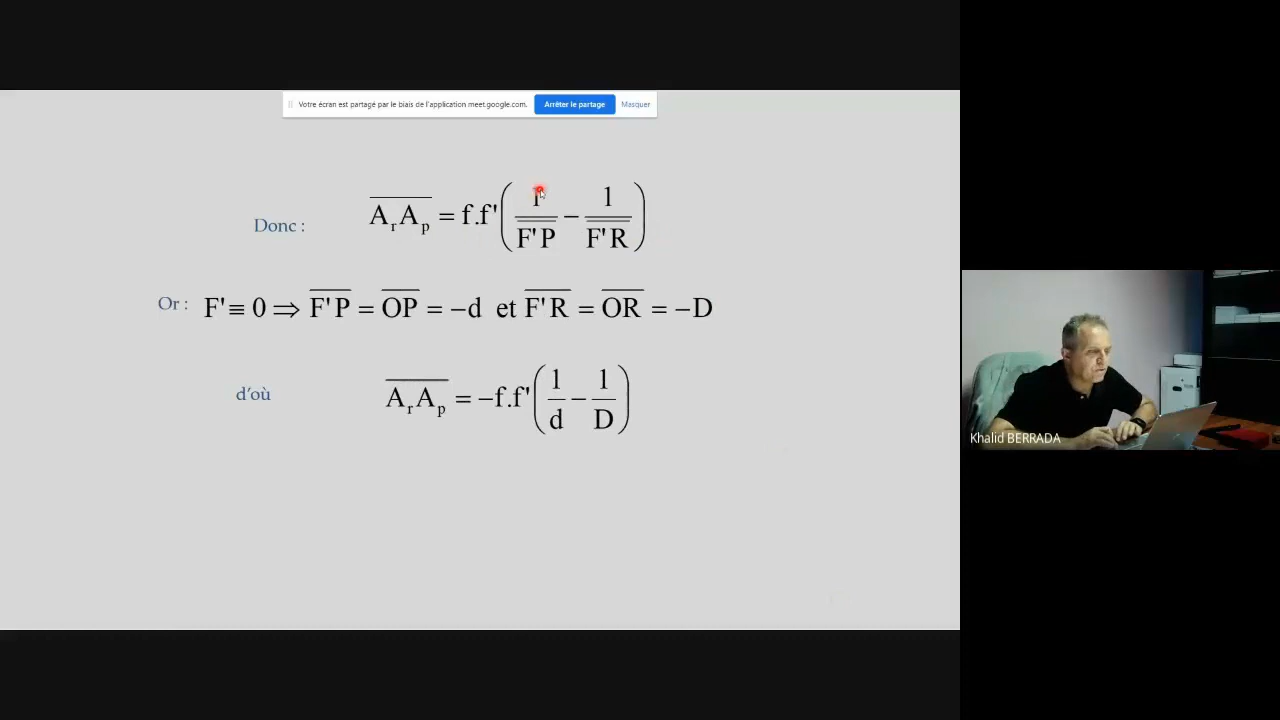 Votre écran est partagé par le biais de l'application meet.google.com. Arrêter le partage Masquer
Donc : A_rA_p = f.f'(1/F'P − 1/F'R)
Or : F' ≡ 0 ⇒ F'P = OP = −d et F'R = OR = −D
d'où A_rA_p = −f.f'(1/d − 1/D)
Khalid BERRADA